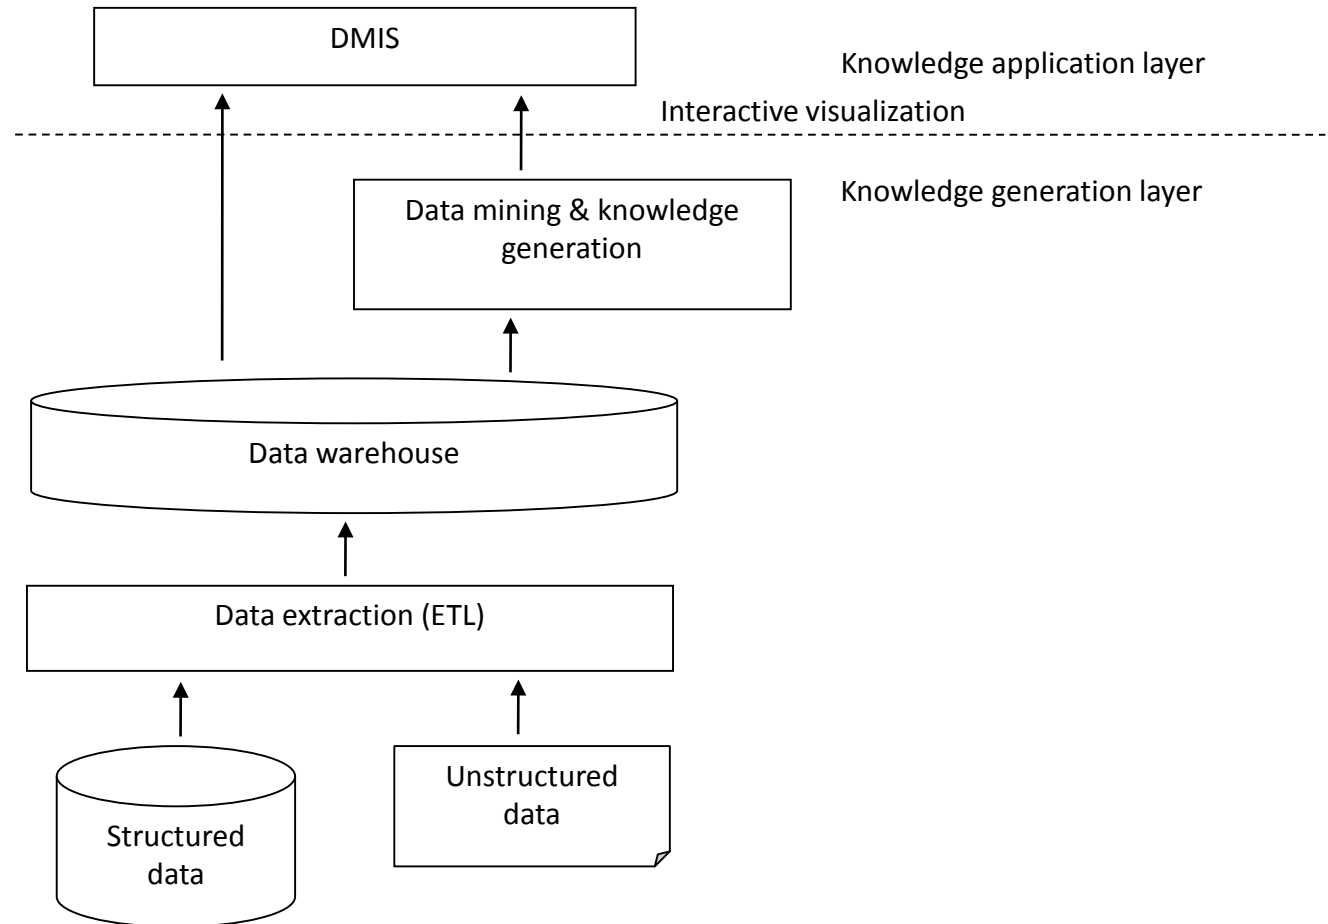 DMIS
Knowledge application layer
Interactive visualization
Knowledge generation layer
Data mining & knowledge
generation
Data warehouse
Data extraction (ETL)
Structured
data
Unstructured
data